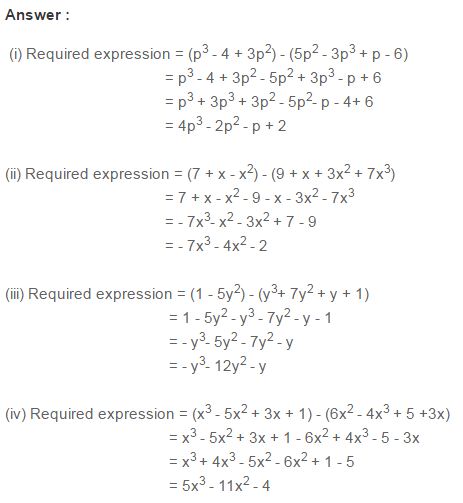 Answer :
(i) Required expression = (p³ - 4 + 3p²) - (5p² - 3p³ + p - 6)
= p³ - 4 + 3p² - 5p² + 3p³ - p + 6
= p³ + 3p³ + 3p² - 5p²- p - 4+ 6
= 4p³ - 2p² - p + 2
(ii) Required expression = (7 + x - x²) - (9 + x + 3x² + 7x³)
= 7 + x - x² - 9 - x - 3x² - 7x³
= - 7x³- x² - 3x² + 7 - 9
= - 7x³ - 4x² - 2
(iii) Required expression = (1 - 5y²) - (y³+ 7y² + y + 1)
= 1 - 5y² - y³ - 7y² - y - 1
= - y³- 5y² - 7y² - y
= - y³- 12y² - y
(iv) Required expression = (x³ - 5x² + 3x + 1) - (6x² - 4x³ + 5 +3x)
= x³ - 5x² + 3x + 1 - 6x² + 4x³ - 5 - 3x
= x³ + 4x³ - 5x² - 6x² + 1 - 5
= 5x³ - 11x² - 4